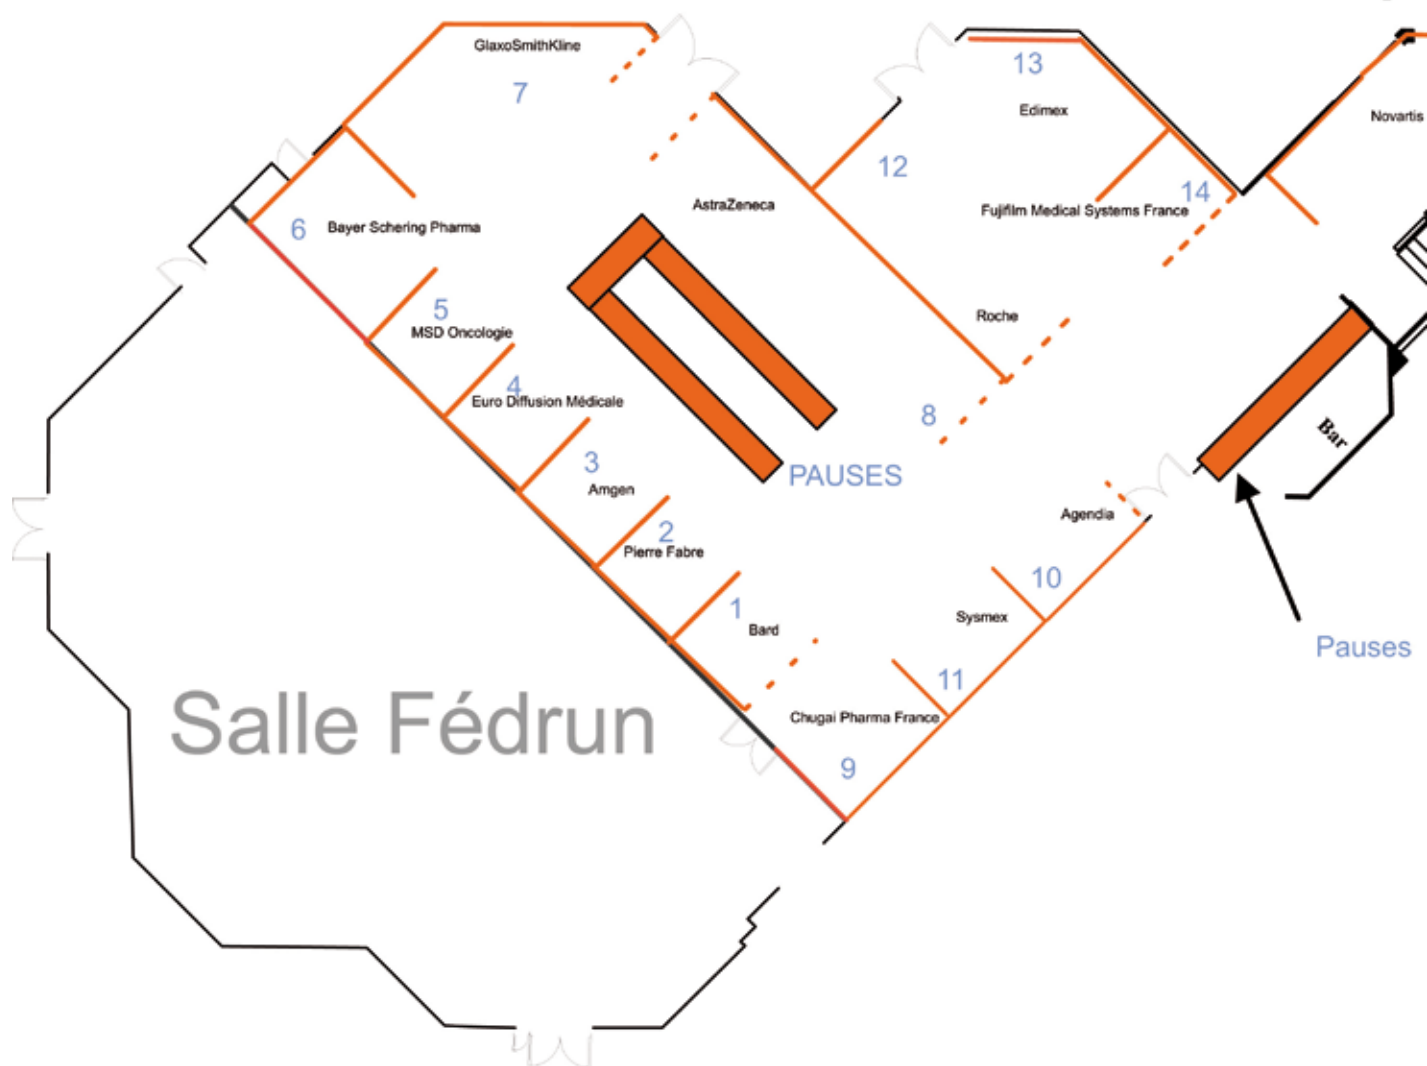 GlaxoSmithKline
7
13
Edimex
Novartis
12
14
AstraZeneca
Fujifilm Medical Systems France
6
Bayer Schering Pharma
5
MSD Oncologie
Roche
4
Euro Diffusion Médicale
8
Bar
3
Amgen
PAUSES
Agendia
2
Pierre Fabre
10
1
Bard
Sysmex
Pauses
11
Chugai Pharma France
Salle Fédrun
9